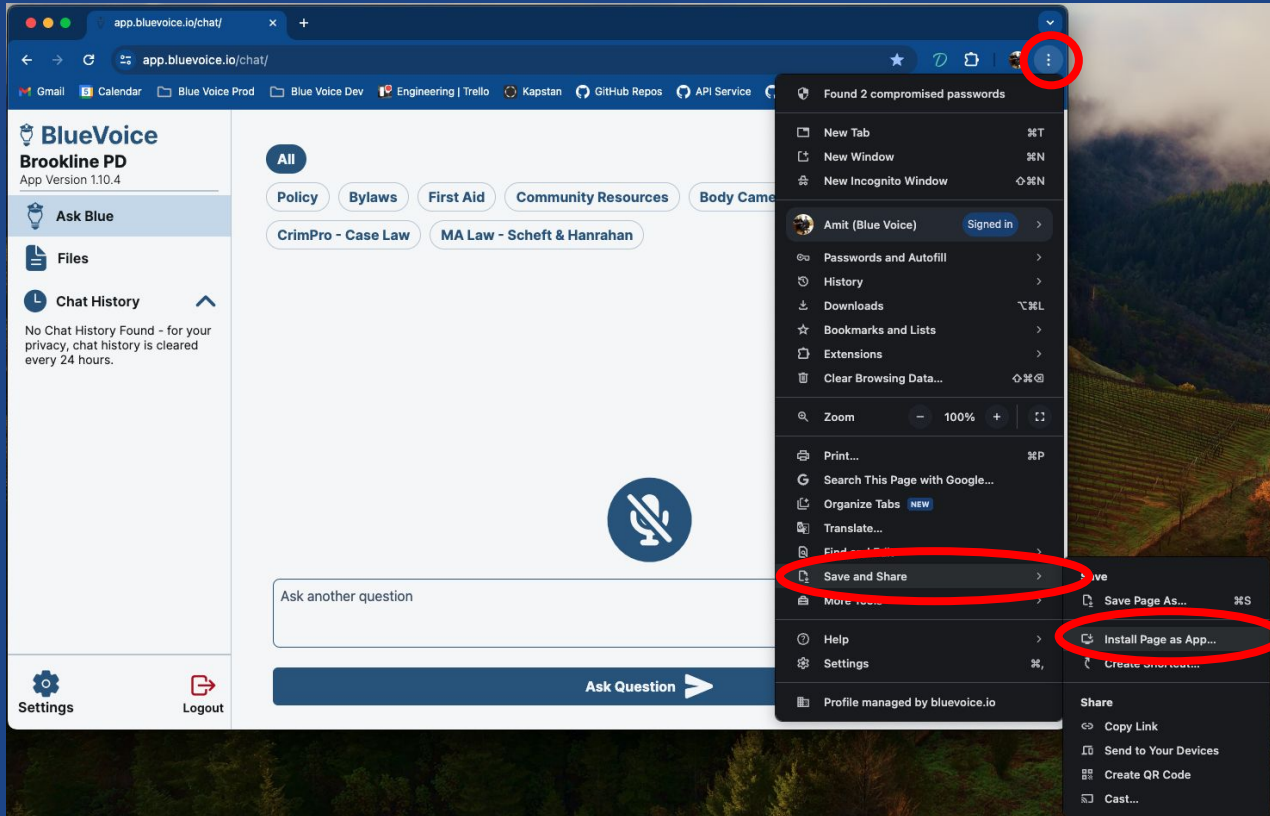 app.bluevoice.io/chat/
app.bluevoice.io/chat/
Gmail
Calendar
Blue Voice Prod
Blue Voice Dev
Engineering | Trello
Kapstan
GitHub Repos
API Service
BlueVoice
Brookline PD
App Version 1.10.4
Ask Blue
Files
Chat History
No Chat History Found - for your
privacy, chat history is cleared
every 24 hours.
Settings
Logout
All
Policy
Bylaws
First Aid
Community Resources
Body Came
CrimPro - Case Law
MA Law - Scheft & Hanrahan
Ask another question
Ask Question
Found 2 compromised passwords
New Tab ⌘T
New Window ⌘N
New Incognito Window ⇧⌘N
Amit (Blue Voice) Signed in
Passwords and Autofill
History
Downloads ⌥⌘L
Bookmarks and Lists
Extensions
Clear Browsing Data... ⇧⌘⌫
Zoom − 100% +
Print... ⌘P
Search This Page with Google...
Organize Tabs NEW
Translate...
Save and Share
More Tools
Help
Settings ⌘,
Profile managed by bluevoice.io
Save Page As... ⌘S
Install Page as App...
Create Shortcut...
Share
Copy Link
Send to Your Devices
Create QR Code
Cast...